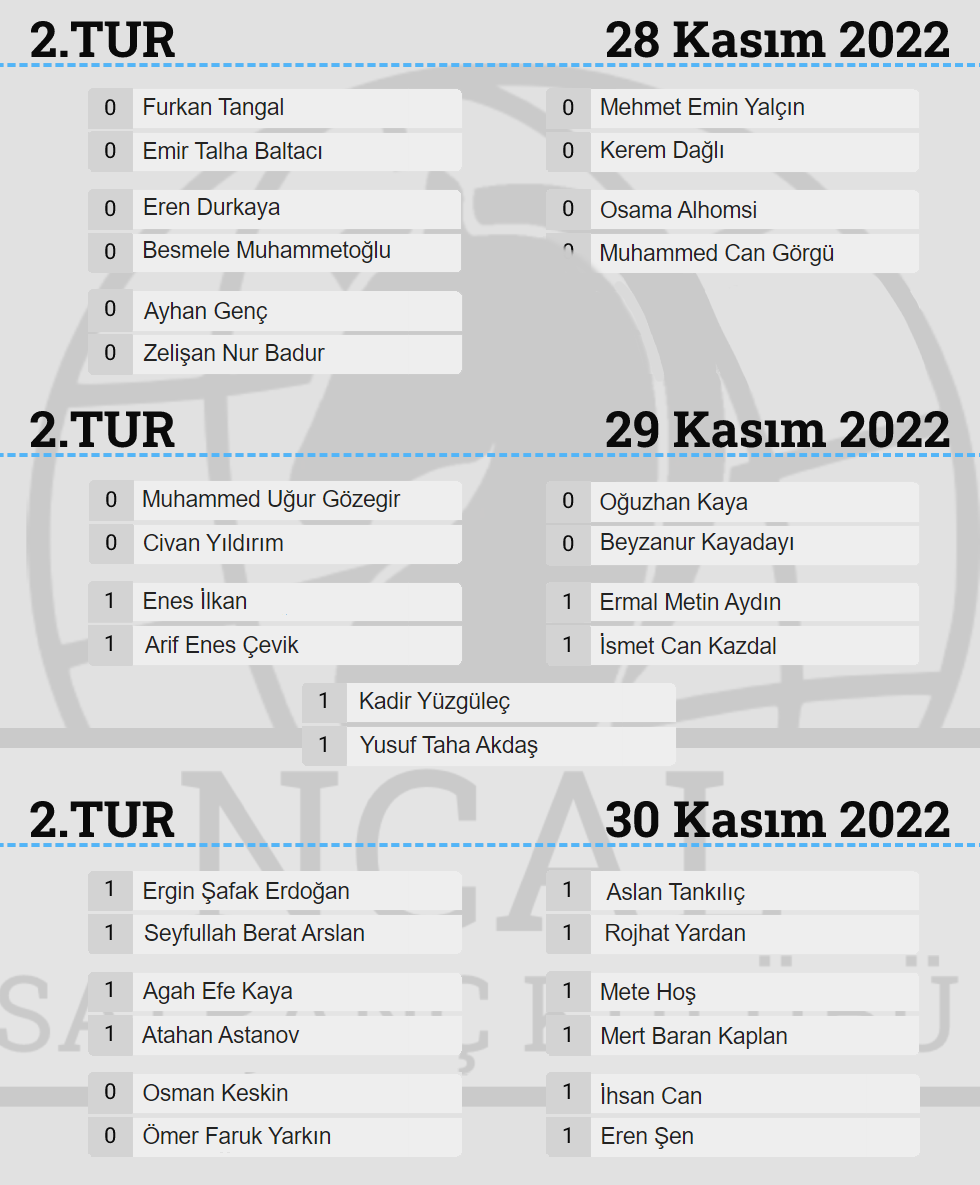 2.TUR 28 Kasım 2022
0 Furkan Tangal
0 Emir Talha Baltacı
0 Mehmet Emin Yalçın
0 Kerem Dağlı
0 Eren Durkaya
0 Besmele Muhammetoğlu
0 Osama Alhomsi
0 Muhammed Can Görgü
0 Ayhan Genç
0 Zelişan Nur Badur
2.TUR 29 Kasım 2022
0 Muhammed Uğur Gözegir
0 Civan Yıldırım
0 Oğuzhan Kaya
0 Beyzanur Kayadayı
1 Enes İlkan
1 Arif Enes Çevik
1 Ermal Metin Aydın
1 İsmet Can Kazdal
1 Kadir Yüzgüleç
1 Yusuf Taha Akdaş
NÇAL
2.TUR 30 Kasım 2022
1 Ergin Şafak Erdoğan
1 Seyfullah Berat Arslan
1 Aslan Tankılıç
1 Rojhat Yardan
SATRANÇ KULÜBÜ
1 Agah Efe Kaya
1 Atahan Astanov
1 Mete Hoş
1 Mert Baran Kaplan
0 Osman Keskin
0 Ömer Faruk Yarkın
1 İhsan Can
1 Eren Şen